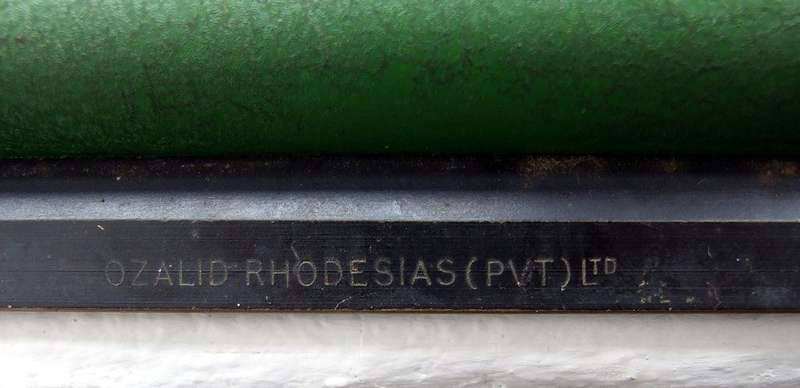 OZALID RHODESIAS (PVT) LTD